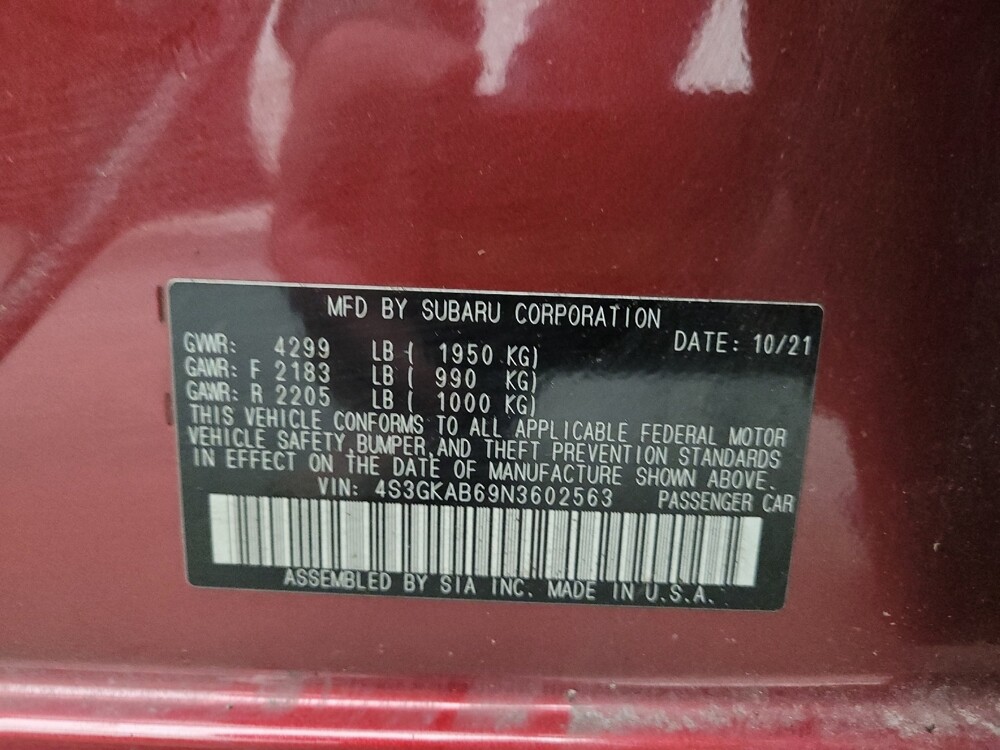 MFD BY SUBARU CORPORATION
DATE: 10/21
GVWR: 4299 LB ( 1950 KG)
GAWR: F 2183 LB ( 990 KG)
GAWR: R 2205 LB ( 1000 KG)
THIS VEHICLE CONFORMS TO ALL APPLICABLE FEDERAL MOTOR
VEHICLE SAFETY, BUMPER, AND THEFT PREVENTION STANDARDS
IN EFFECT ON THE DATE OF MANUFACTURE SHOWN ABOVE.
VIN: 4S3GKAB69N3602563 PASSENGER CAR
ASSEMBLED BY SIA INC. MADE IN U.S.A.